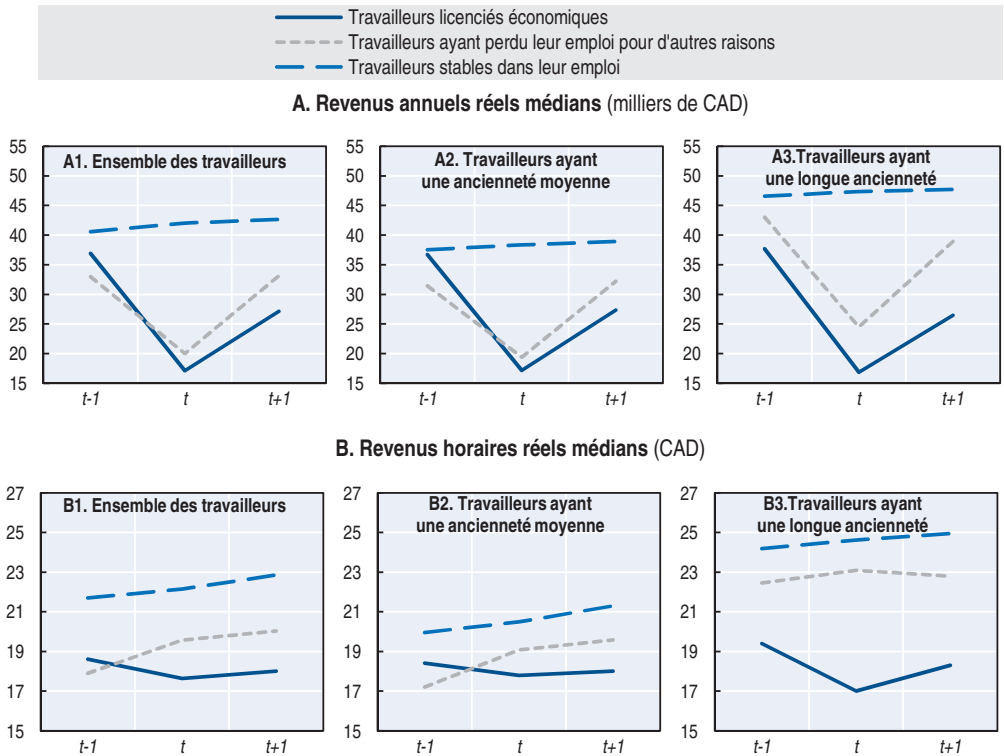 Travailleurs licenciés économiques
Travailleurs ayant perdu leur emploi pour d'autres raisons
Travailleurs stables dans leur emploi
A. Revenus annuels réels médians (milliers de CAD)
A1. Ensemble des travailleurs
55
50
45
40
35
30
25
20
15
t-1 t t+1
A2. Travailleurs ayant
une ancienneté moyenne
55
50
45
40
35
30
25
20
15
t-1 t t+1
A3.Travailleurs ayant
une longue ancienneté
55
50
45
40
35
30
25
20
15
t-1 t t+1
B. Revenus horaires réels médians (CAD)
B1. Ensemble des travailleurs
27
25
23
21
19
17
15
t-1 t t+1
B2. Travailleurs ayant
une ancienneté moyenne
27
25
23
21
19
17
15
t-1 t t+1
B3.Travailleurs ayant
une longue ancienneté
27
25
23
21
19
17
15
t-1 t t+1